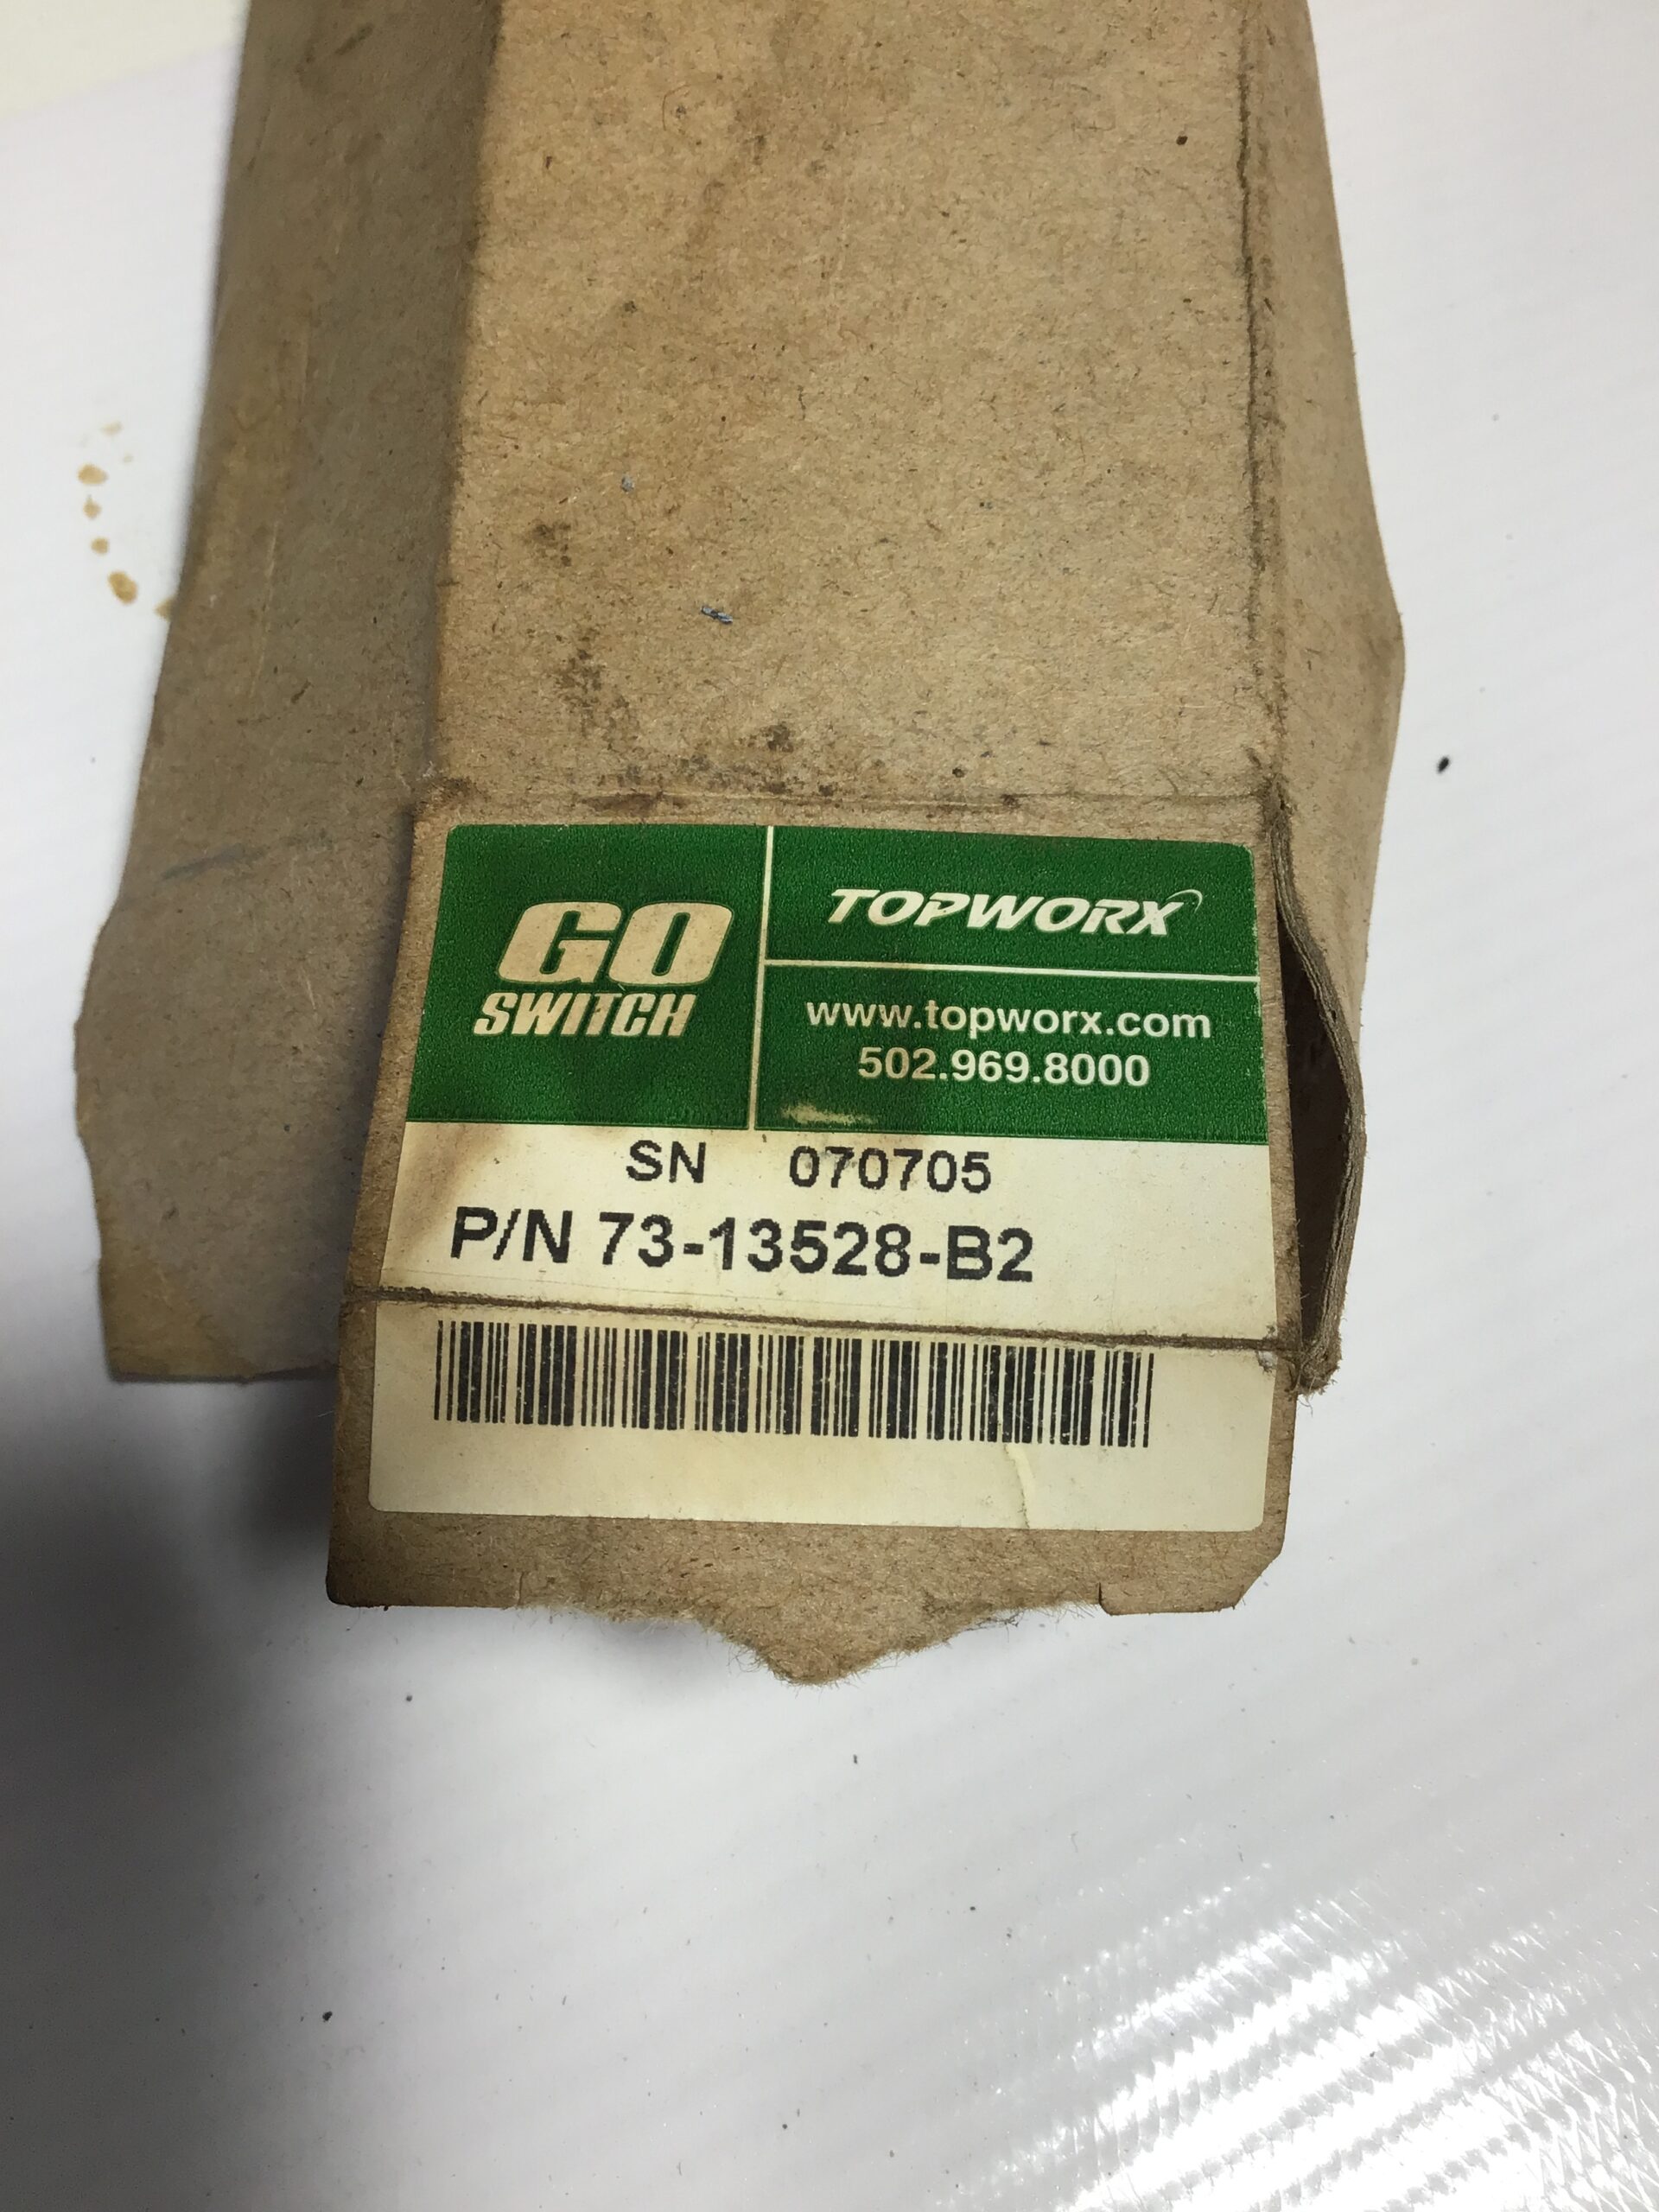 GO
SWITCH
TOPWORX
www.topworx.com
502.969.8000
SN 070705
P/N 73-13528-B2